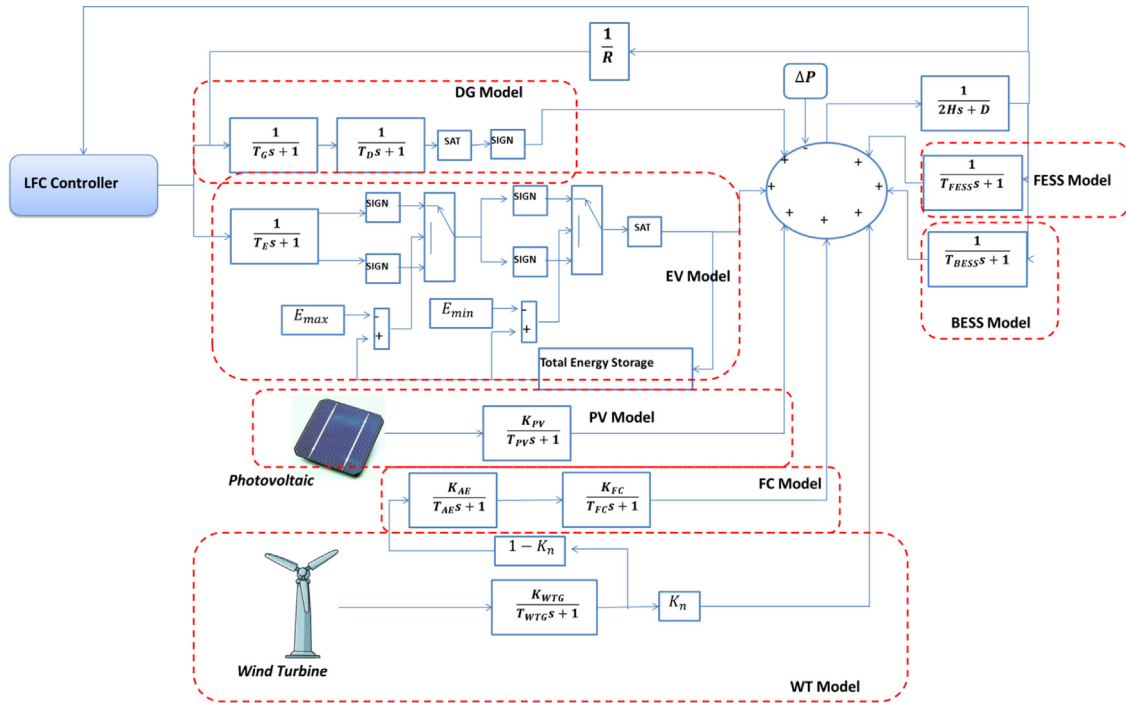 1
R
ΔP
DG Model
1
T_G s + 1
1
T_D s + 1
SAT
SIGN
1
2Hs + D
LFC Controller
1
T_FESS s + 1
FESS Model
1
T_E s + 1
SIGN
SIGN
SIGN
SIGN
SAT
EV Model
1
T_BESS s + 1
BESS Model
E_max
-
+
E_min
-
+
Total Energy Storage
-
+
+
+
+
+
+
+
K_PV
T_PV s + 1
PV Model
Photovoltaic
K_AE
T_AE s + 1
K_FC
T_FC s + 1
FC Model
1 − K_n
K_WTG
T_WTG s + 1
K_n
Wind Turbine
WT Model